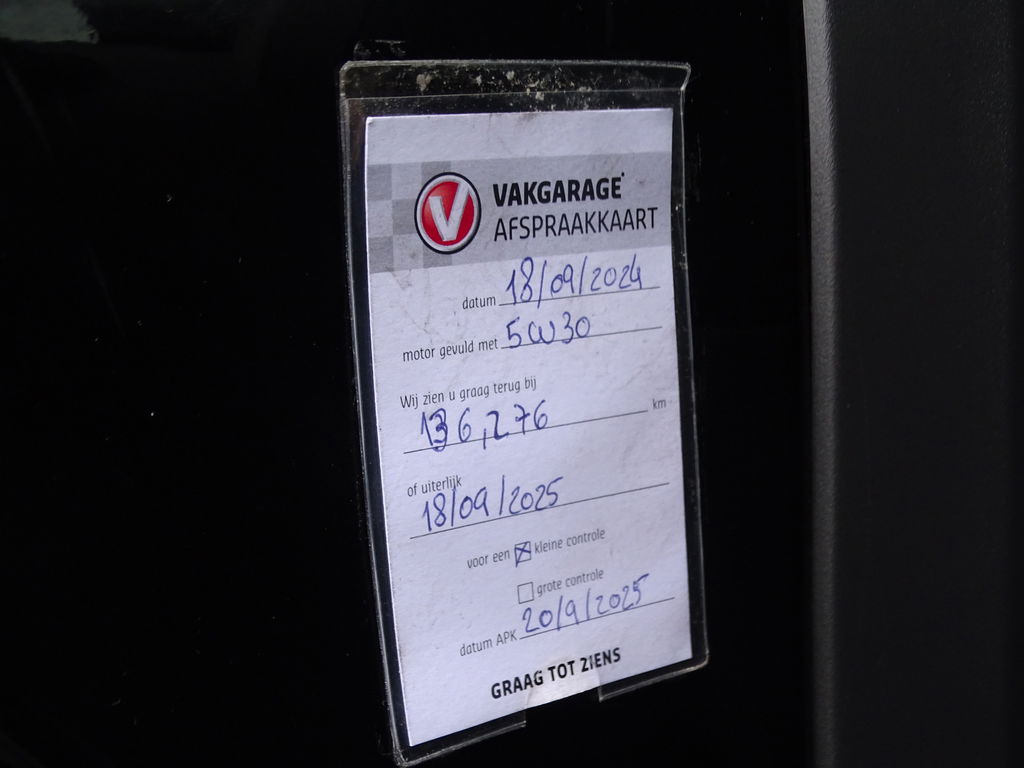 V VAKGARAGE
AFSPRAAKKAART
datum 18/09/2024
motor gevuld met 5W30
Wij zien u graag terug bij
136,276 km
of uiterlijk
18/09/2025
voor een kleine controle
grote controle
datum APK 20/9/2025
GRAAG TOT ZIENS